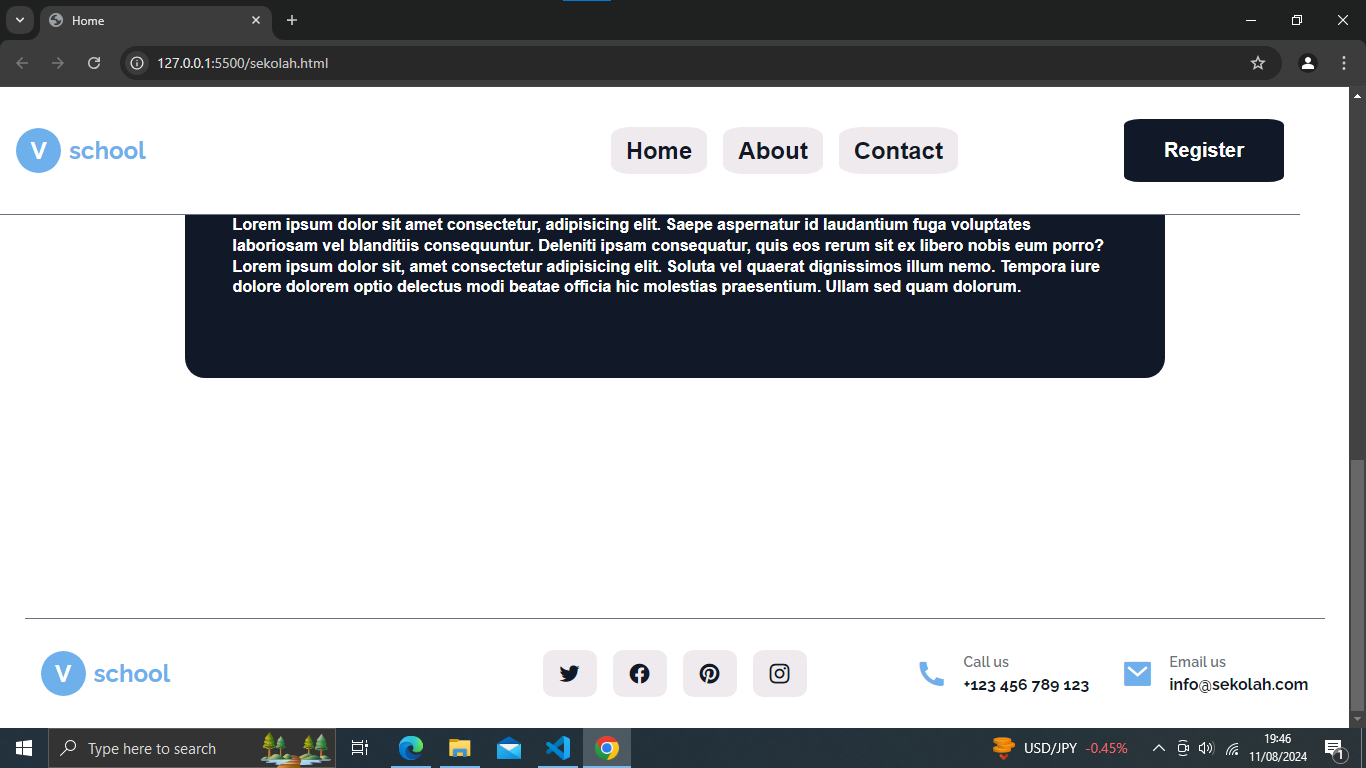 Home
127.0.0.1:5500/sekolah.html
V school
Home
About
Contact
Register
Lorem ipsum dolor sit amet consectetur, adipisicing elit. Saepe aspernatur id laudantium fuga voluptates
laboriosam vel blanditiis consequuntur. Deleniti ipsam consequatur, quis eos rerum sit ex libero nobis eum porro?
Lorem ipsum dolor sit, amet consectetur adipisicing elit. Soluta vel quaerat dignissimos illum nemo. Tempora iure
dolore dolorem optio delectus modi beatae officia hic molestias praesentium. Ullam sed quam dolorum.
V school
Call us
+123 456 789 123
Email us
info@sekolah.com
Type here to search
USD/JPY -0.45%
19:46
11/08/2024
1